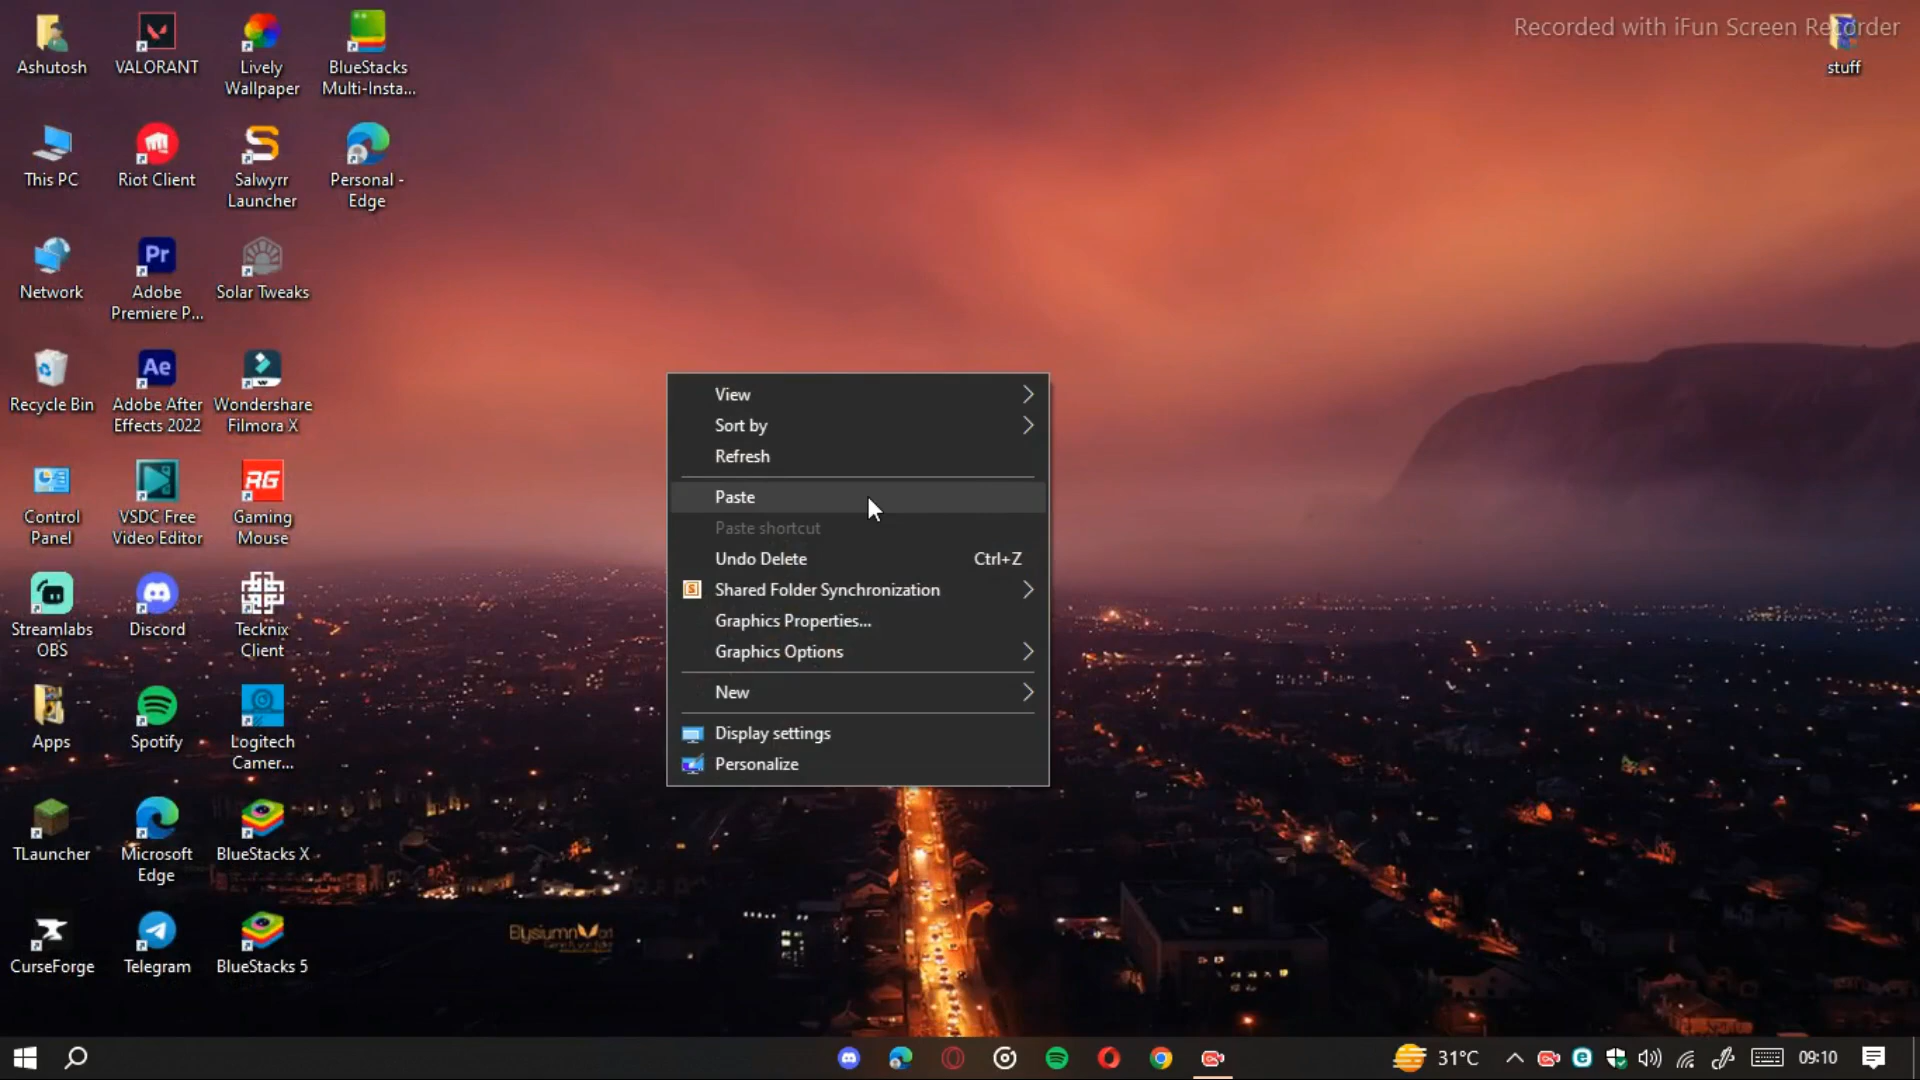 Recorded with iFun Screen Recorder
Ashutosh
VALORANT
Lively
Wallpaper
BlueStacks
Multi-Insta...
stuff
This PC
Riot Client
Salwyrr
Launcher
Personal -
Edge
Network
Adobe
Premiere P...
Solar Tweaks
Recycle Bin
Adobe After
Effects 2022
Wondershare
Filmora X
Control
Panel
VSDC Free
Video Editor
Gaming
Mouse
Streamlabs
OBS
Discord
Tecknix
Client
Apps
Spotify
Logitech
Camer...
TLauncher
Microsoft
Edge
BlueStacks X
CurseForge
Telegram
BlueStacks 5
View
Sort by
Refresh
Paste
Paste shortcut
Undo Delete Ctrl+Z
Shared Folder Synchronization
Graphics Properties...
Graphics Options
New
Display settings
Personalize
Pr
Ae
RG
31°C
09:10